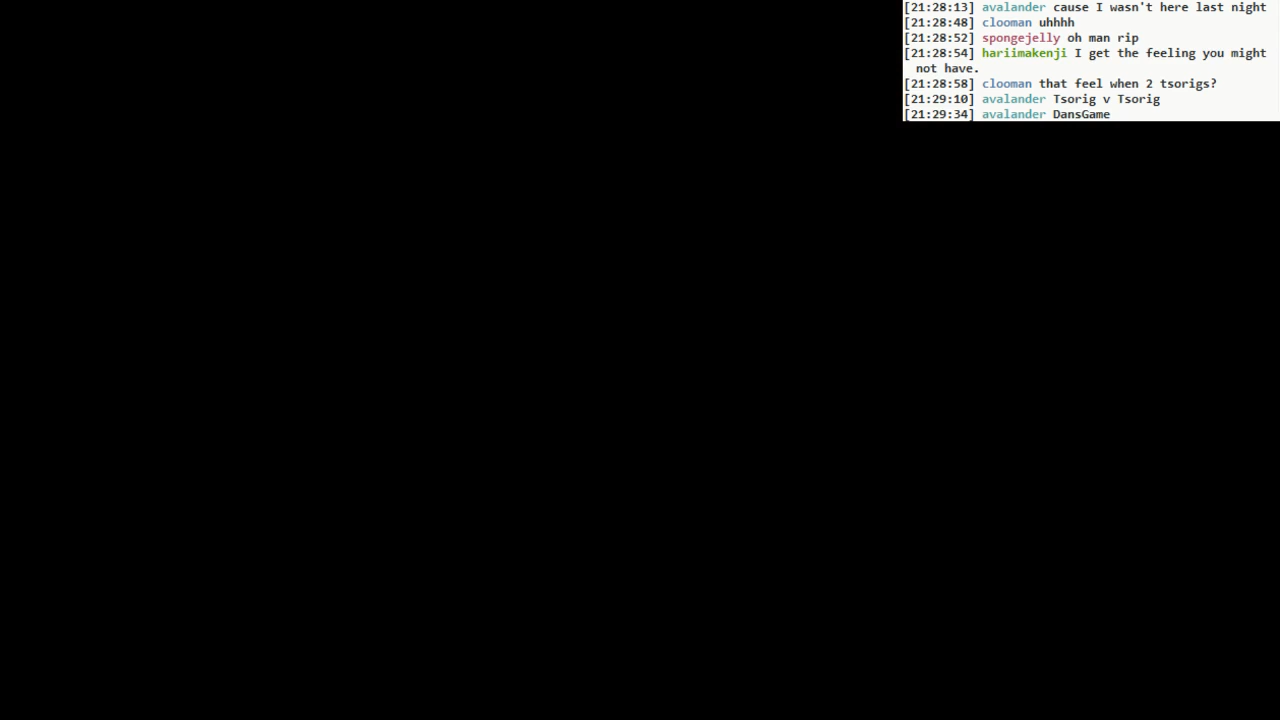 [21:28:13] avalander cause I wasn't here last night
[21:28:48] clooman uhhhh
[21:28:52] spongejelly oh man rip
[21:28:54] hariimakenji I get the feeling you might
not have.
[21:28:58] clooman that feel when 2 tsorigs?
[21:29:10] avalander Tsorig v Tsorig
[21:29:34] avalander DansGame